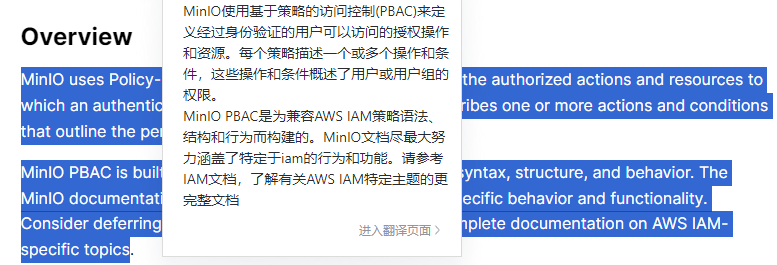 Overview
MinIO uses Policy-
the authorized actions and resources to
which an authentic
ribes one or more actions and conditions
that outline the per
MinIO PBAC is built
syntax, structure, and behavior. The
MinIO documentati
ecific behavior and functionality.
Consider deferring
mplete documentation on AWS IAM-
specific topics.
MinIO使用基于策略的访问控制(PBAC)来定
义经过身份验证的用户可以访问的授权操作
和资源。每个策略描述一个或多个操作和条
件，这些操作和条件概述了用户或用户组的
权限。
MinIO PBAC是为兼容AWS IAM策略语法、
结构和行为而构建的。MinIO文档尽最大努
力涵盖了特定于iam的行为和功能。请参考
IAM文档，了解有关AWS IAM特定主题的更
完整文档
进入翻译页面